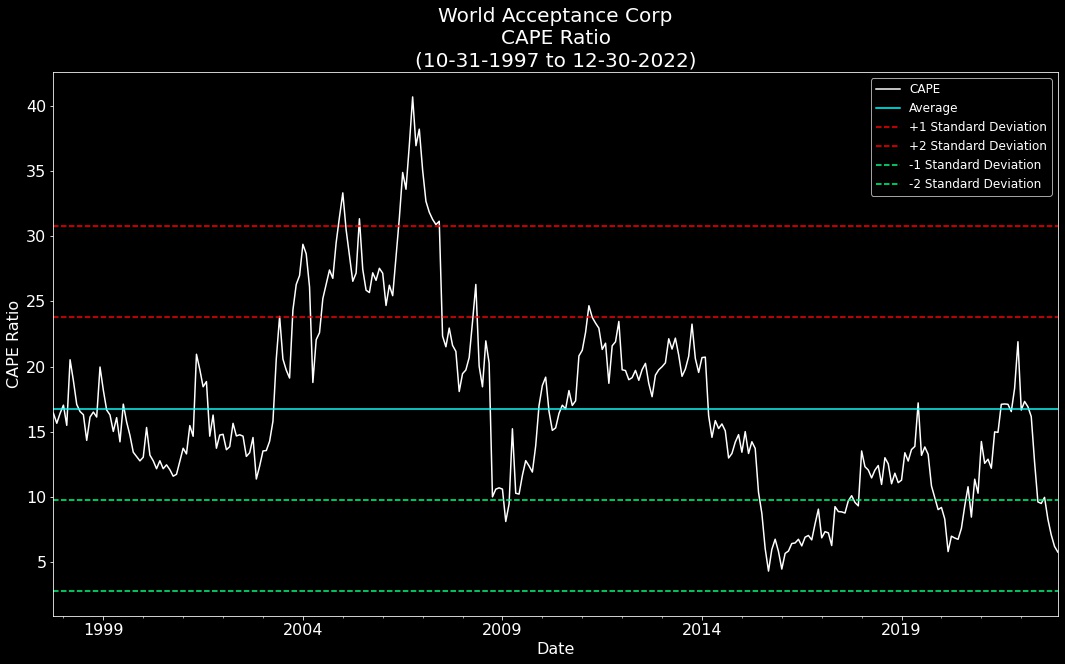 World Acceptance Corp
CAPE Ratio
(10-31-1997 to 12-30-2022)
CAPE
Average
+1 Standard Deviation
+2 Standard Deviation
-1 Standard Deviation
-2 Standard Deviation
CAPE Ratio
40
35
30
25
20
15
10
5
1999
2004
2009
2014
2019
Date